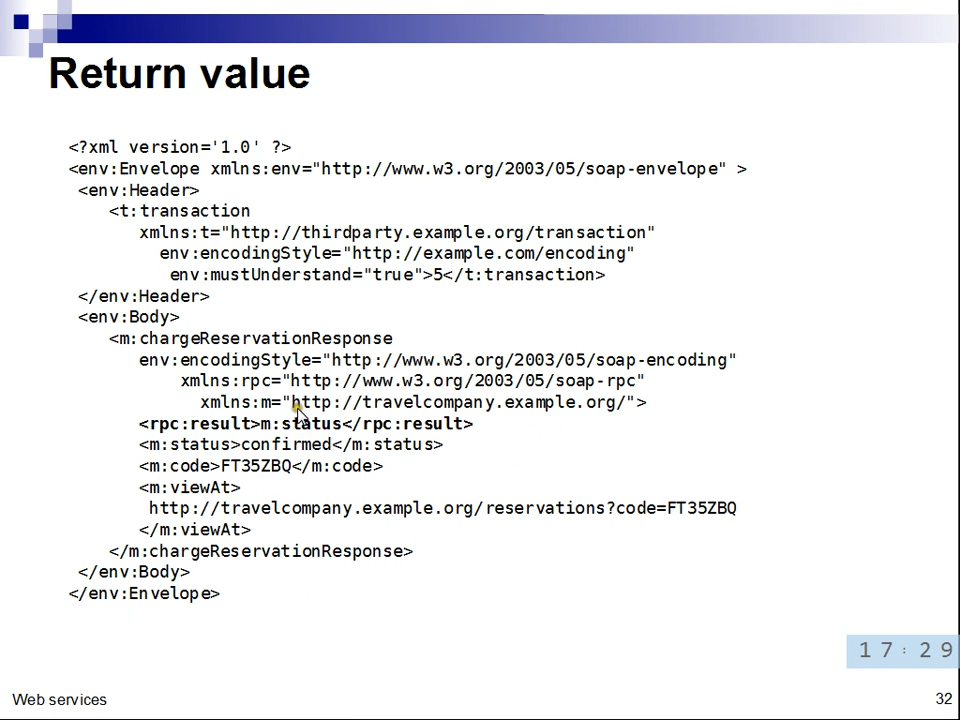 Return value
<?xml version='1.0' ?>
<env:Envelope xmlns:env="http://www.w3.org/2003/05/soap-envelope" >
<env:Header>
<t:transaction
xmlns:t="http://thirdparty.example.org/transaction"
env:encodingStyle="http://example.com/encoding"
env:mustUnderstand="true">5</t:transaction>
</env:Header>
<env:Body>
<m:chargeReservationResponse
env:encodingStyle="http://www.w3.org/2003/05/soap-encoding"
xmlns:rpc="http://www.w3.org/2003/05/soap-rpc"
xmlns:m="http://travelcompany.example.org/">
<rpc:result>m:status</rpc:result>
<m:status>confirmed</m:status>
<m:code>FT35ZBQ</m:code>
<m:viewAt>
http://travelcompany.example.org/reservations?code=FT35ZBQ
</m:viewAt>
</m:chargeReservationResponse>
</env:Body>
</env:Envelope>
17:29
Web services
32